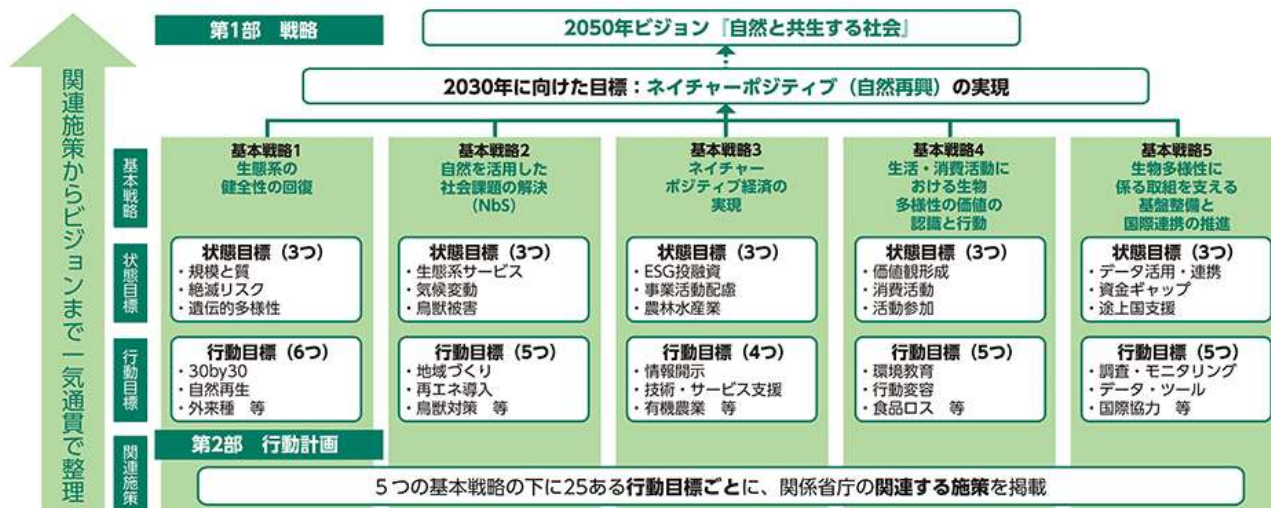 第1部 戦略
2050年ビジョン『自然と共生する社会』
2030年に向けた目標：ネイチャーポジティブ（自然再興）の実現
関連施策からビジョンまで一気通貫で整理
基本戦略
基本戦略1
生態系の
健全性の回復
基本戦略2
自然を活用した
社会課題の解決
（NbS）
基本戦略3
ネイチャー
ポジティブ経済の
実現
基本戦略4
生活・消費活動に
おける生物
多様性の価値の
認識と行動
基本戦略5
生物多様性に
係る取組を支える
基盤整備と
国際連携の推進
状態目標
状態目標（3つ）
・規模と質
・絶滅リスク
・遺伝的多様性
状態目標（3つ）
・生態系サービス
・気候変動
・鳥獣被害
状態目標（3つ）
・ESG投融資
・事業活動配慮
・農林水産業
状態目標（3つ）
・価値観形成
・消費活動
・活動参加
状態目標（3つ）
・データ活用・連携
・資金ギャップ
・途上国支援
行動目標
行動目標（6つ）
・30by30
・自然再生
・外来種 等
行動目標（5つ）
・地域づくり
・再エネ導入
・鳥獣対策 等
行動目標（4つ）
・情報開示
・技術・サービス支援
・有機農業 等
行動目標（5つ）
・環境教育
・行動変容
・食品ロス 等
行動目標（5つ）
・調査・モニタリング
・データ・ツール
・国際協力 等
第2部 行動計画
関連施策
５つの基本戦略の下に25ある行動目標ごとに、関係省庁の関連する施策を掲載